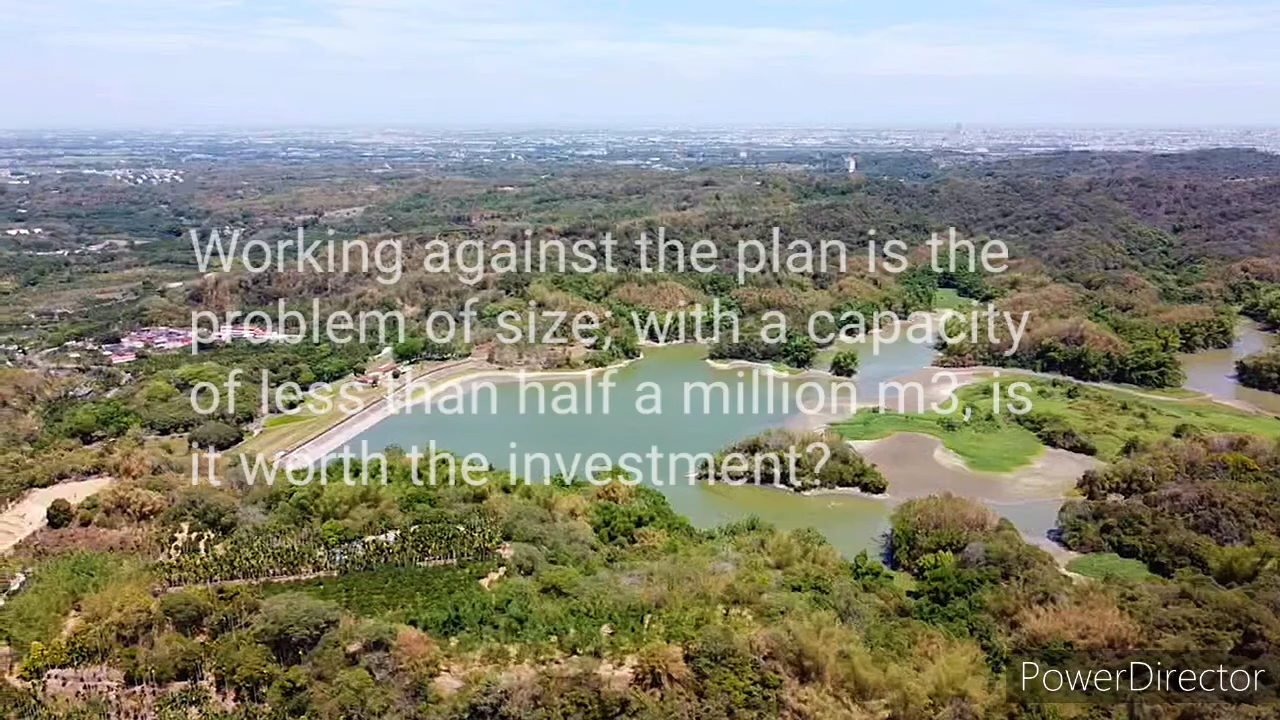 Working against the plan is the
problem of size; with a capacity
of less than half a million m3, is
it worth the investment?
PowerDirector